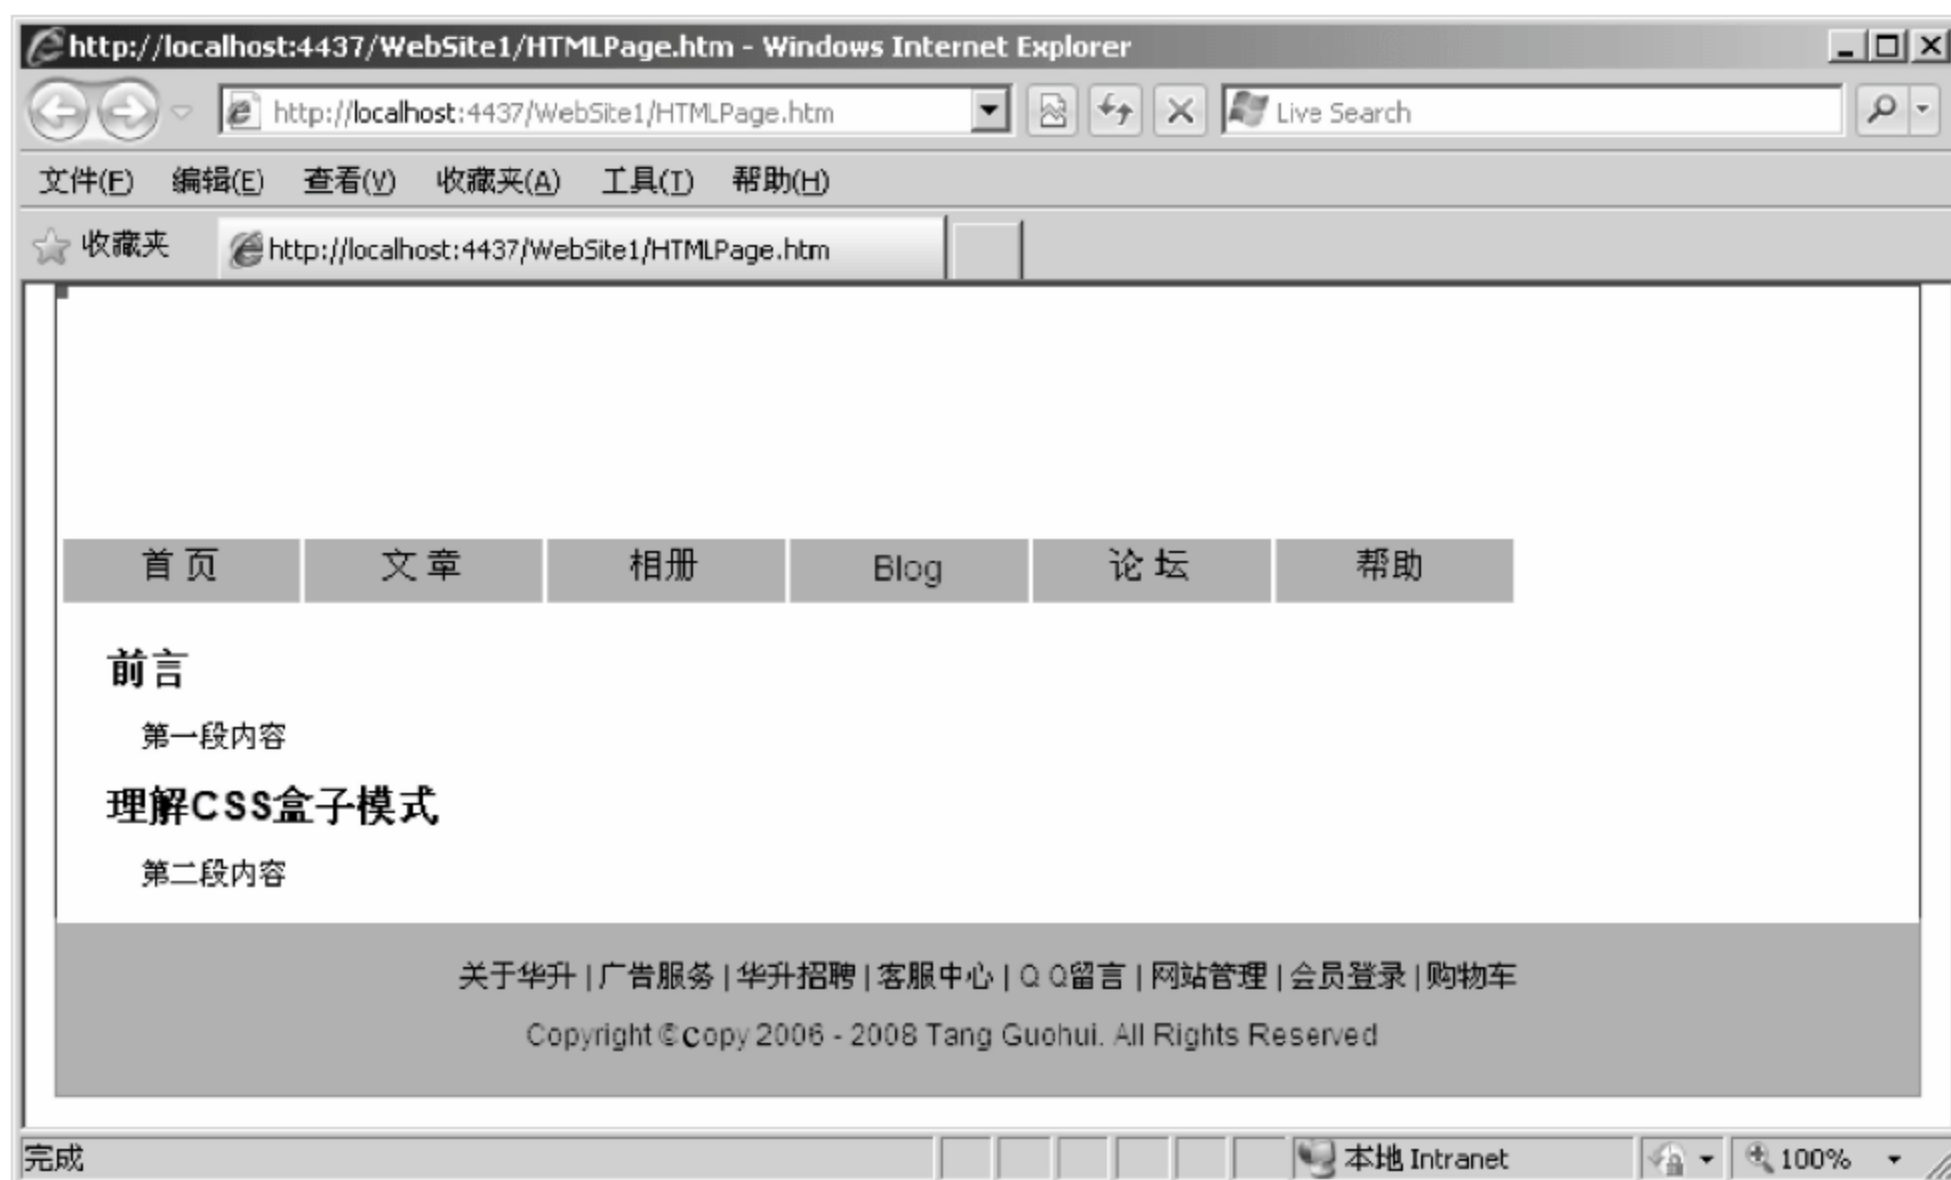 http://localhost:4437/WebSite1/HTMLPage.htm - Windows Internet Explorer
http://localhost:4437/WebSite1/HTMLPage.htm Live Search
文件(F) 编辑(E) 查看(V) 收藏夹(A) 工具(T) 帮助(H)
收藏夹 http://localhost:4437/WebSite1/HTMLPage.htm
首 页 文 章 相册 Blog 论 坛 帮助
前言
第一段内容
理解CSS盒子模式
第二段内容
关于华升 | 广告服务 | 华升招聘 | 客服中心 | Q Q留言 | 网站管理 | 会员登录 | 购物车
Copyright ©copy 2006 - 2008 Tang Guohui. All Rights Reserved
完成 本地 Intranet 100%